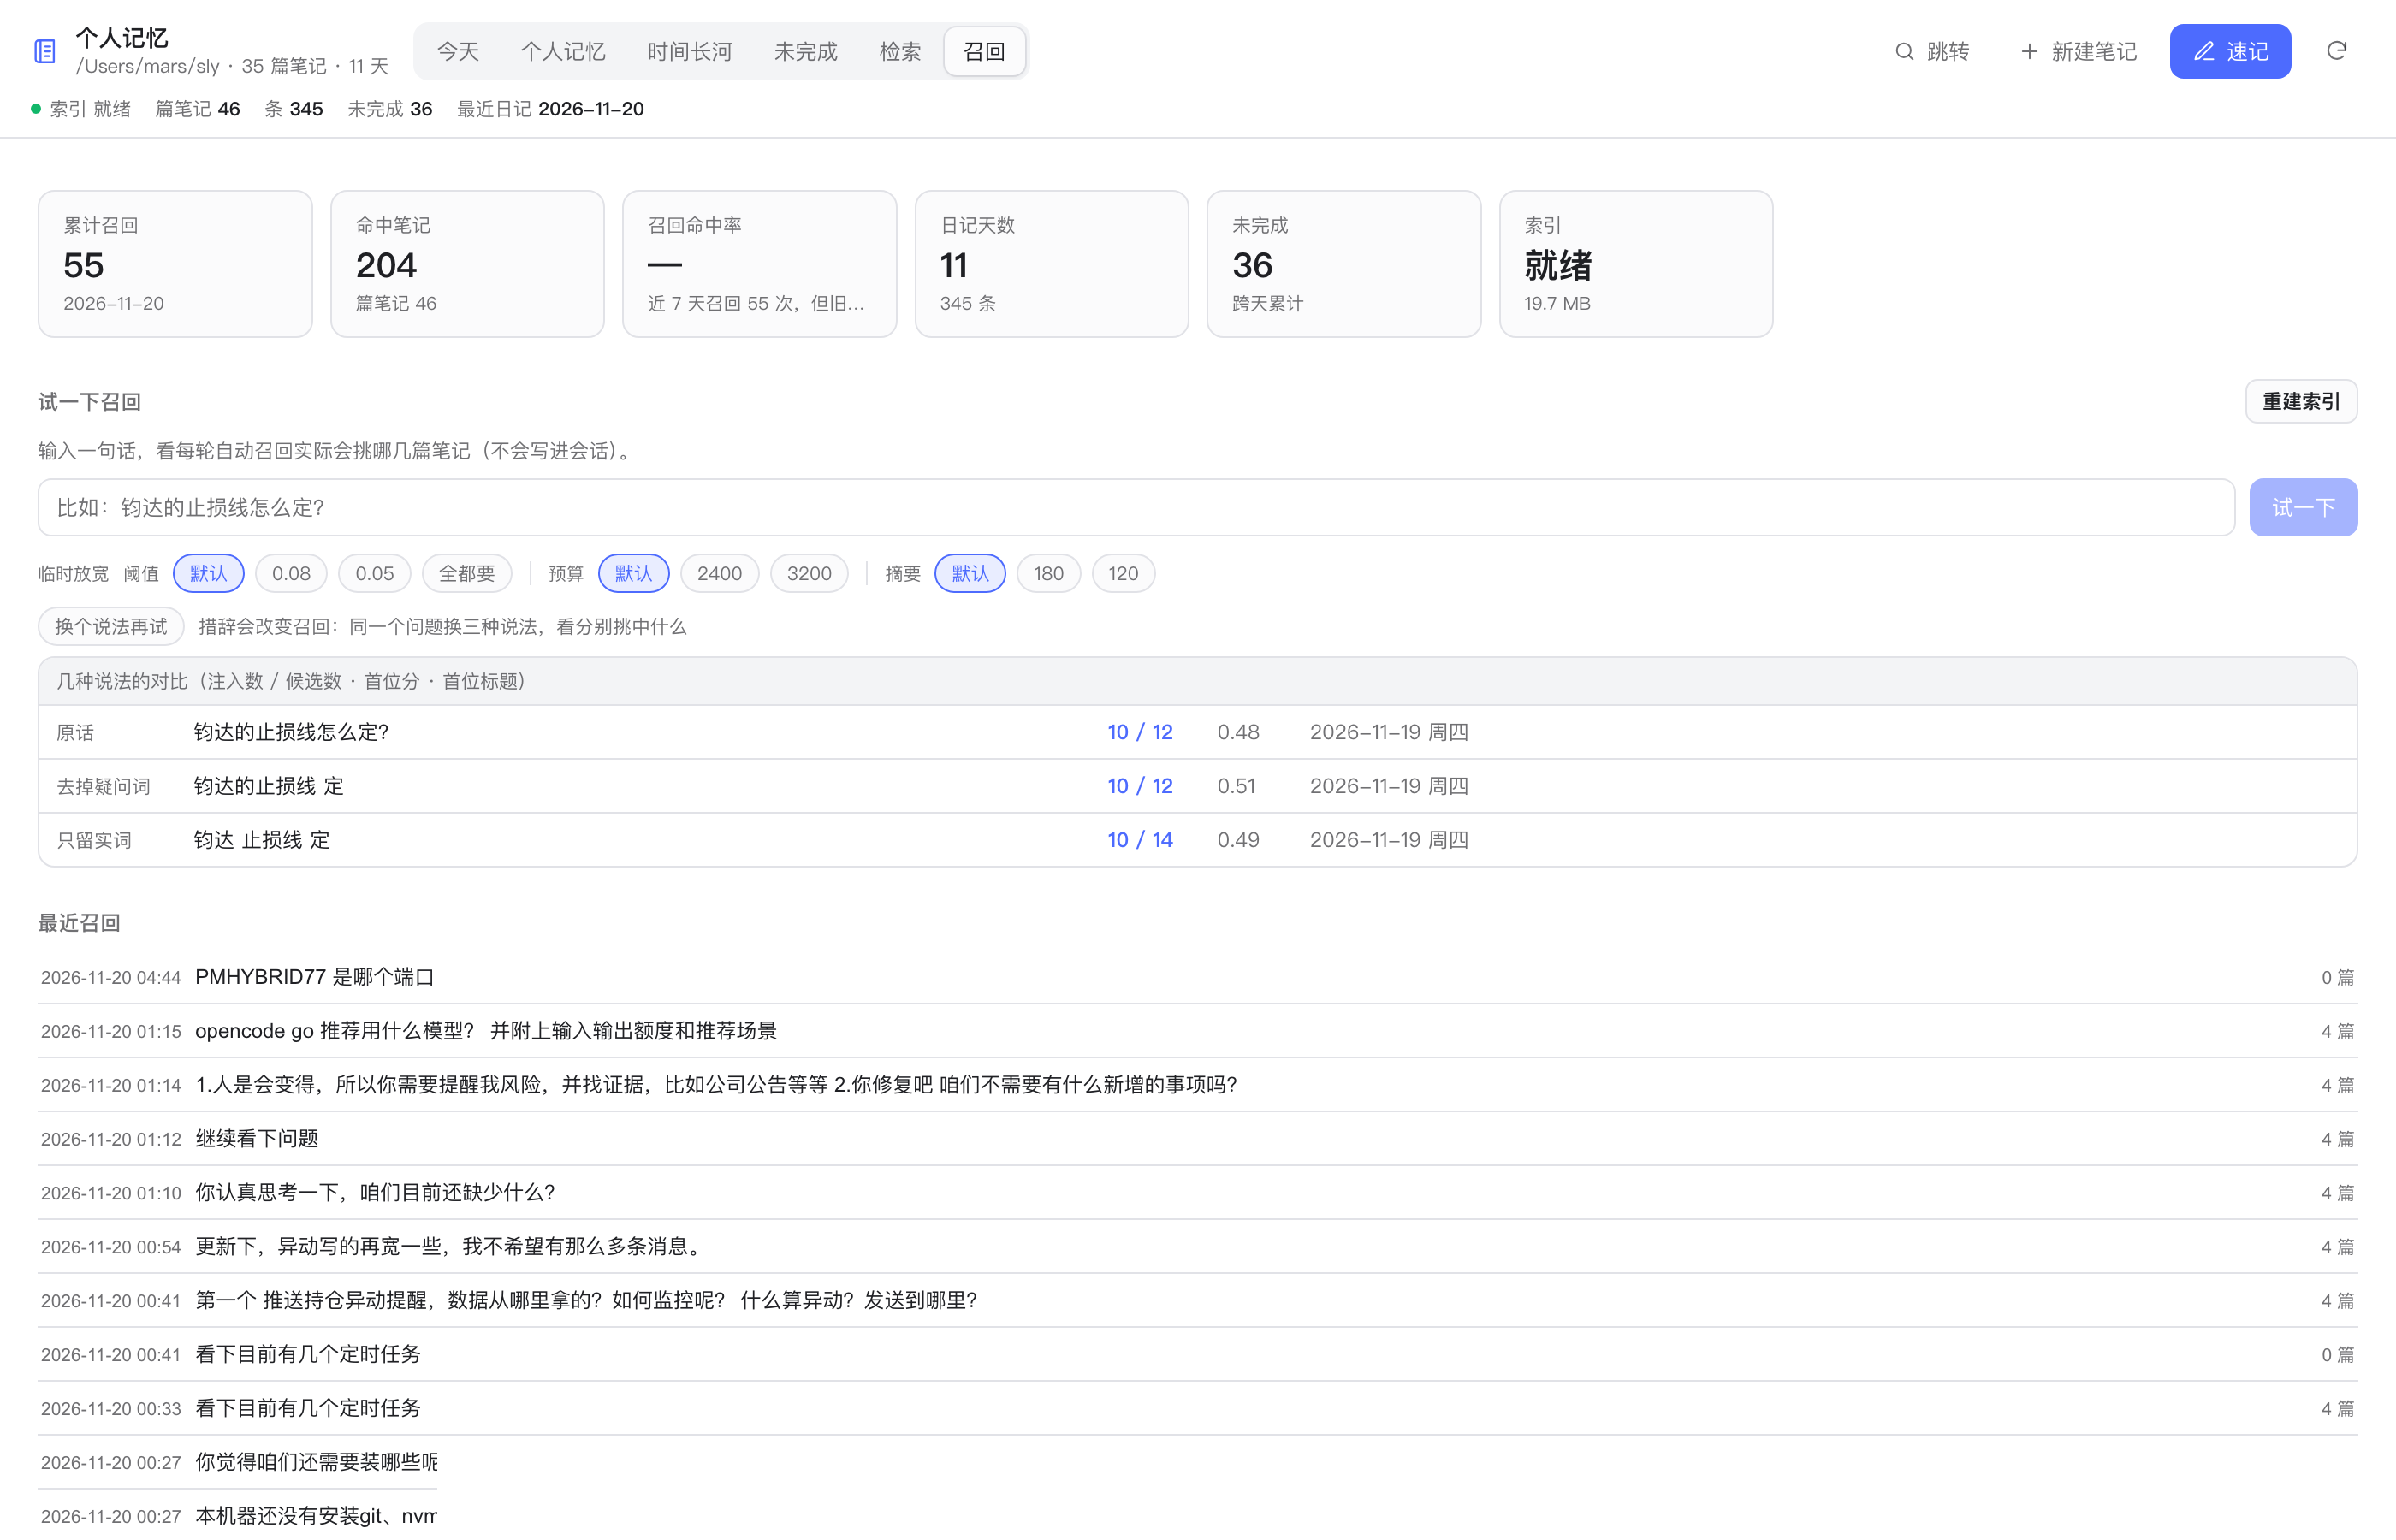 个人记忆
/Users/mars/sly · 35 篇笔记 · 11 天
今天 个人记忆 时间长河 未完成 检索 召回
跳转 新建笔记 速记
索引 就绪 篇笔记 46 条 345 未完成 36 最近日记 2026-11-20
累计召回
55
2026-11-20
命中笔记
204
篇笔记 46
召回命中率
—
近 7 天召回 55 次，但旧…
日记天数
11
345 条
未完成
36
跨天累计
索引
就绪
19.7 MB
试一下召回
重建索引
输入一句话，看每轮自动召回实际会挑哪几篇笔记（不会写进会话）。
比如：钧达的止损线怎么定？
试一下
临时放宽 阈值 默认 0.08 0.05 全都要 预算 默认 2400 3200 摘要 默认 180 120
换个说法再试 措辞会改变召回：同一个问题换三种说法，看分别挑中什么
几种说法的对比（注入数 / 候选数 · 首位分 · 首位标题）
原话 钧达的止损线怎么定? 10 / 12 0.48 2026-11-19 周四
去掉疑问词 钧达的止损线 定 10 / 12 0.51 2026-11-19 周四
只留实词 钧达 止损线 定 10 / 14 0.49 2026-11-19 周四
最近召回
2026-11-20 04:44 PMHYBRID77 是哪个端口 0 篇
2026-11-20 01:15 opencode go 推荐用什么模型？ 并附上输入输出额度和推荐场景 4 篇
2026-11-20 01:14 1.人是会变得，所以你需要提醒我风险，并找证据，比如公司公告等等 2.你修复吧 咱们不需要有什么新增的事项吗？ 4 篇
2026-11-20 01:12 继续看下问题 4 篇
2026-11-20 01:10 你认真思考一下，咱们目前还缺少什么？ 4 篇
2026-11-20 00:54 更新下，异动写的再宽一些，我不希望有那么多条消息。 4 篇
2026-11-20 00:41 第一个 推送持仓异动提醒，数据从哪里拿的？如何监控呢？ 什么算异动？发送到哪里？ 4 篇
2026-11-20 00:41 看下目前有几个定时任务 0 篇
2026-11-20 00:33 看下目前有几个定时任务 4 篇
2026-11-20 00:27 你觉得咱们还需要装哪些呢
2026-11-20 00:27 本机器还没有安装git、nvm